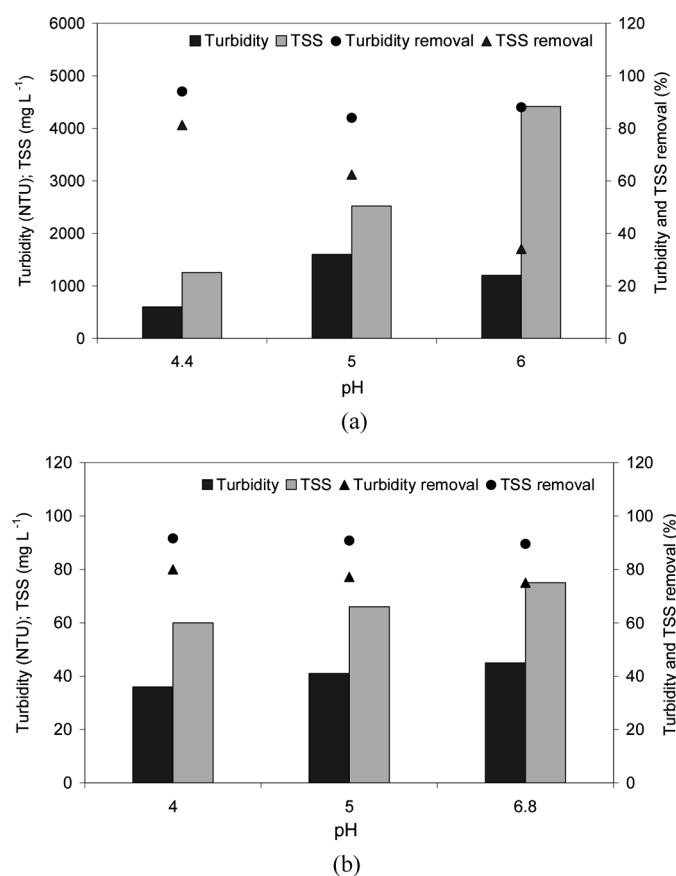 Turbidity TSS Turbidity removal TSS removal
Turbidity (NTU); TSS (mg L -1)
6000
5000
4000
3000
2000
1000
0
Turbidity and TSS removal (%)
120
100
80
60
40
20
0
4.4 5 6
pH
(a)
Turbidity TSS Turbidity removal TSS removal
Turbidity (NTU); TSS (mg L -1)
120
100
80
60
40
20
0
Turbidity and TSS removal (%)
120
100
80
60
40
20
0
4 5 6.8
pH
(b)